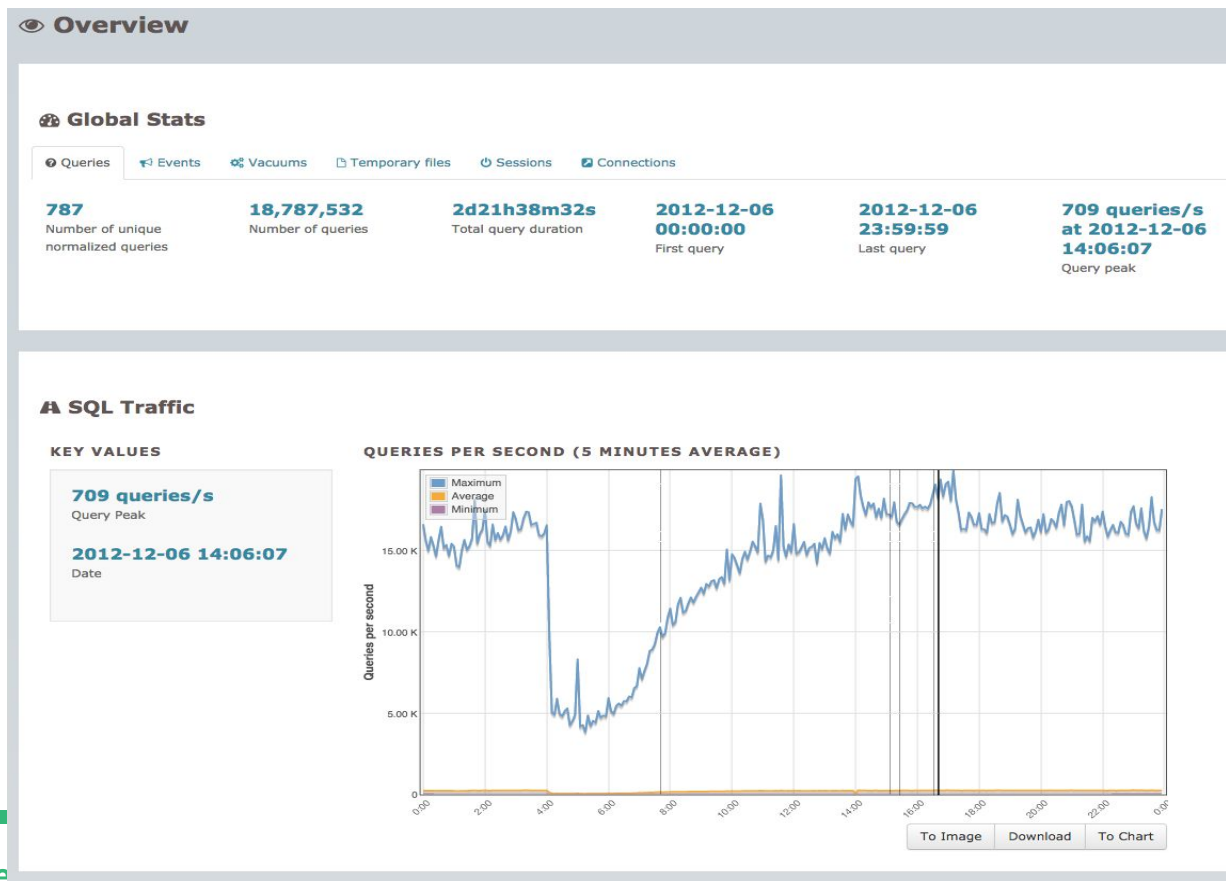 Overview
Global Stats
Queries
Events
Vacuums
Temporary files
Sessions
Connections
787
Number of unique
normalized queries
18,787,532
Number of queries
2d21h38m32s
Total query duration
2012-12-06
00:00:00
First query
2012-12-06
23:59:59
Last query
709 queries/s
at 2012-12-06
14:06:07
Query peak
SQL Traffic
KEY VALUES
709 queries/s
Query Peak
2012-12-06 14:06:07
Date
QUERIES PER SECOND (5 MINUTES AVERAGE)
Maximum
Average
Minimum
Queries per second
15.00 K
10.00 K
5.00 K
0
0:00
2:00
4:00
6:00
8:00
10:00
12:00
14:00
16:00
18:00
20:00
22:00
0:00
To Image
Download
To Chart